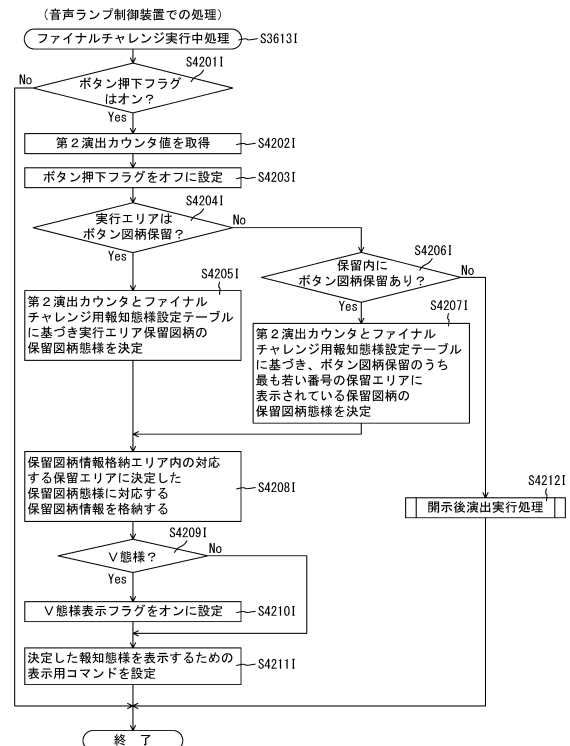 (音声ランプ制御装置での処理)
ファイナルチャレンジ実行中処理
S3613I
S4201I
ボタン押下フラグ
はオン?
No
Yes
第2演出カウンタ値を取得
S4202I
ボタン押下フラグをオフに設定
S4203I
S4204I
実行エリアは
ボタン図柄保留?
No
Yes
S4206I
保留内に
ボタン図柄保留あり?
No
Yes
S4205I
第2演出カウンタとファイナル
チャレンジ用報知態様設定テーブル
に基づき実行エリア保留図柄の
保留図柄態様を決定
S4207I
第2演出カウンタとファイナル
チャレンジ用報知態様設定テーブル
に基づき、ボタン図柄保留のうち
最も若い番号の保留エリアに
表示されている保留図柄の
保留図柄態様を決定
保留図柄情報格納エリア内の対応
する保留エリアに決定した
保留図柄態様に対応する
保留図柄情報を格納する
S4208I
S4212I
開示後演出実行処理
S4209I
V態様?
No
Yes
V態様表示フラグをオンに設定
S4210I
決定した報知態様を表示するための
表示用コマンドを設定
S4211I
終 了